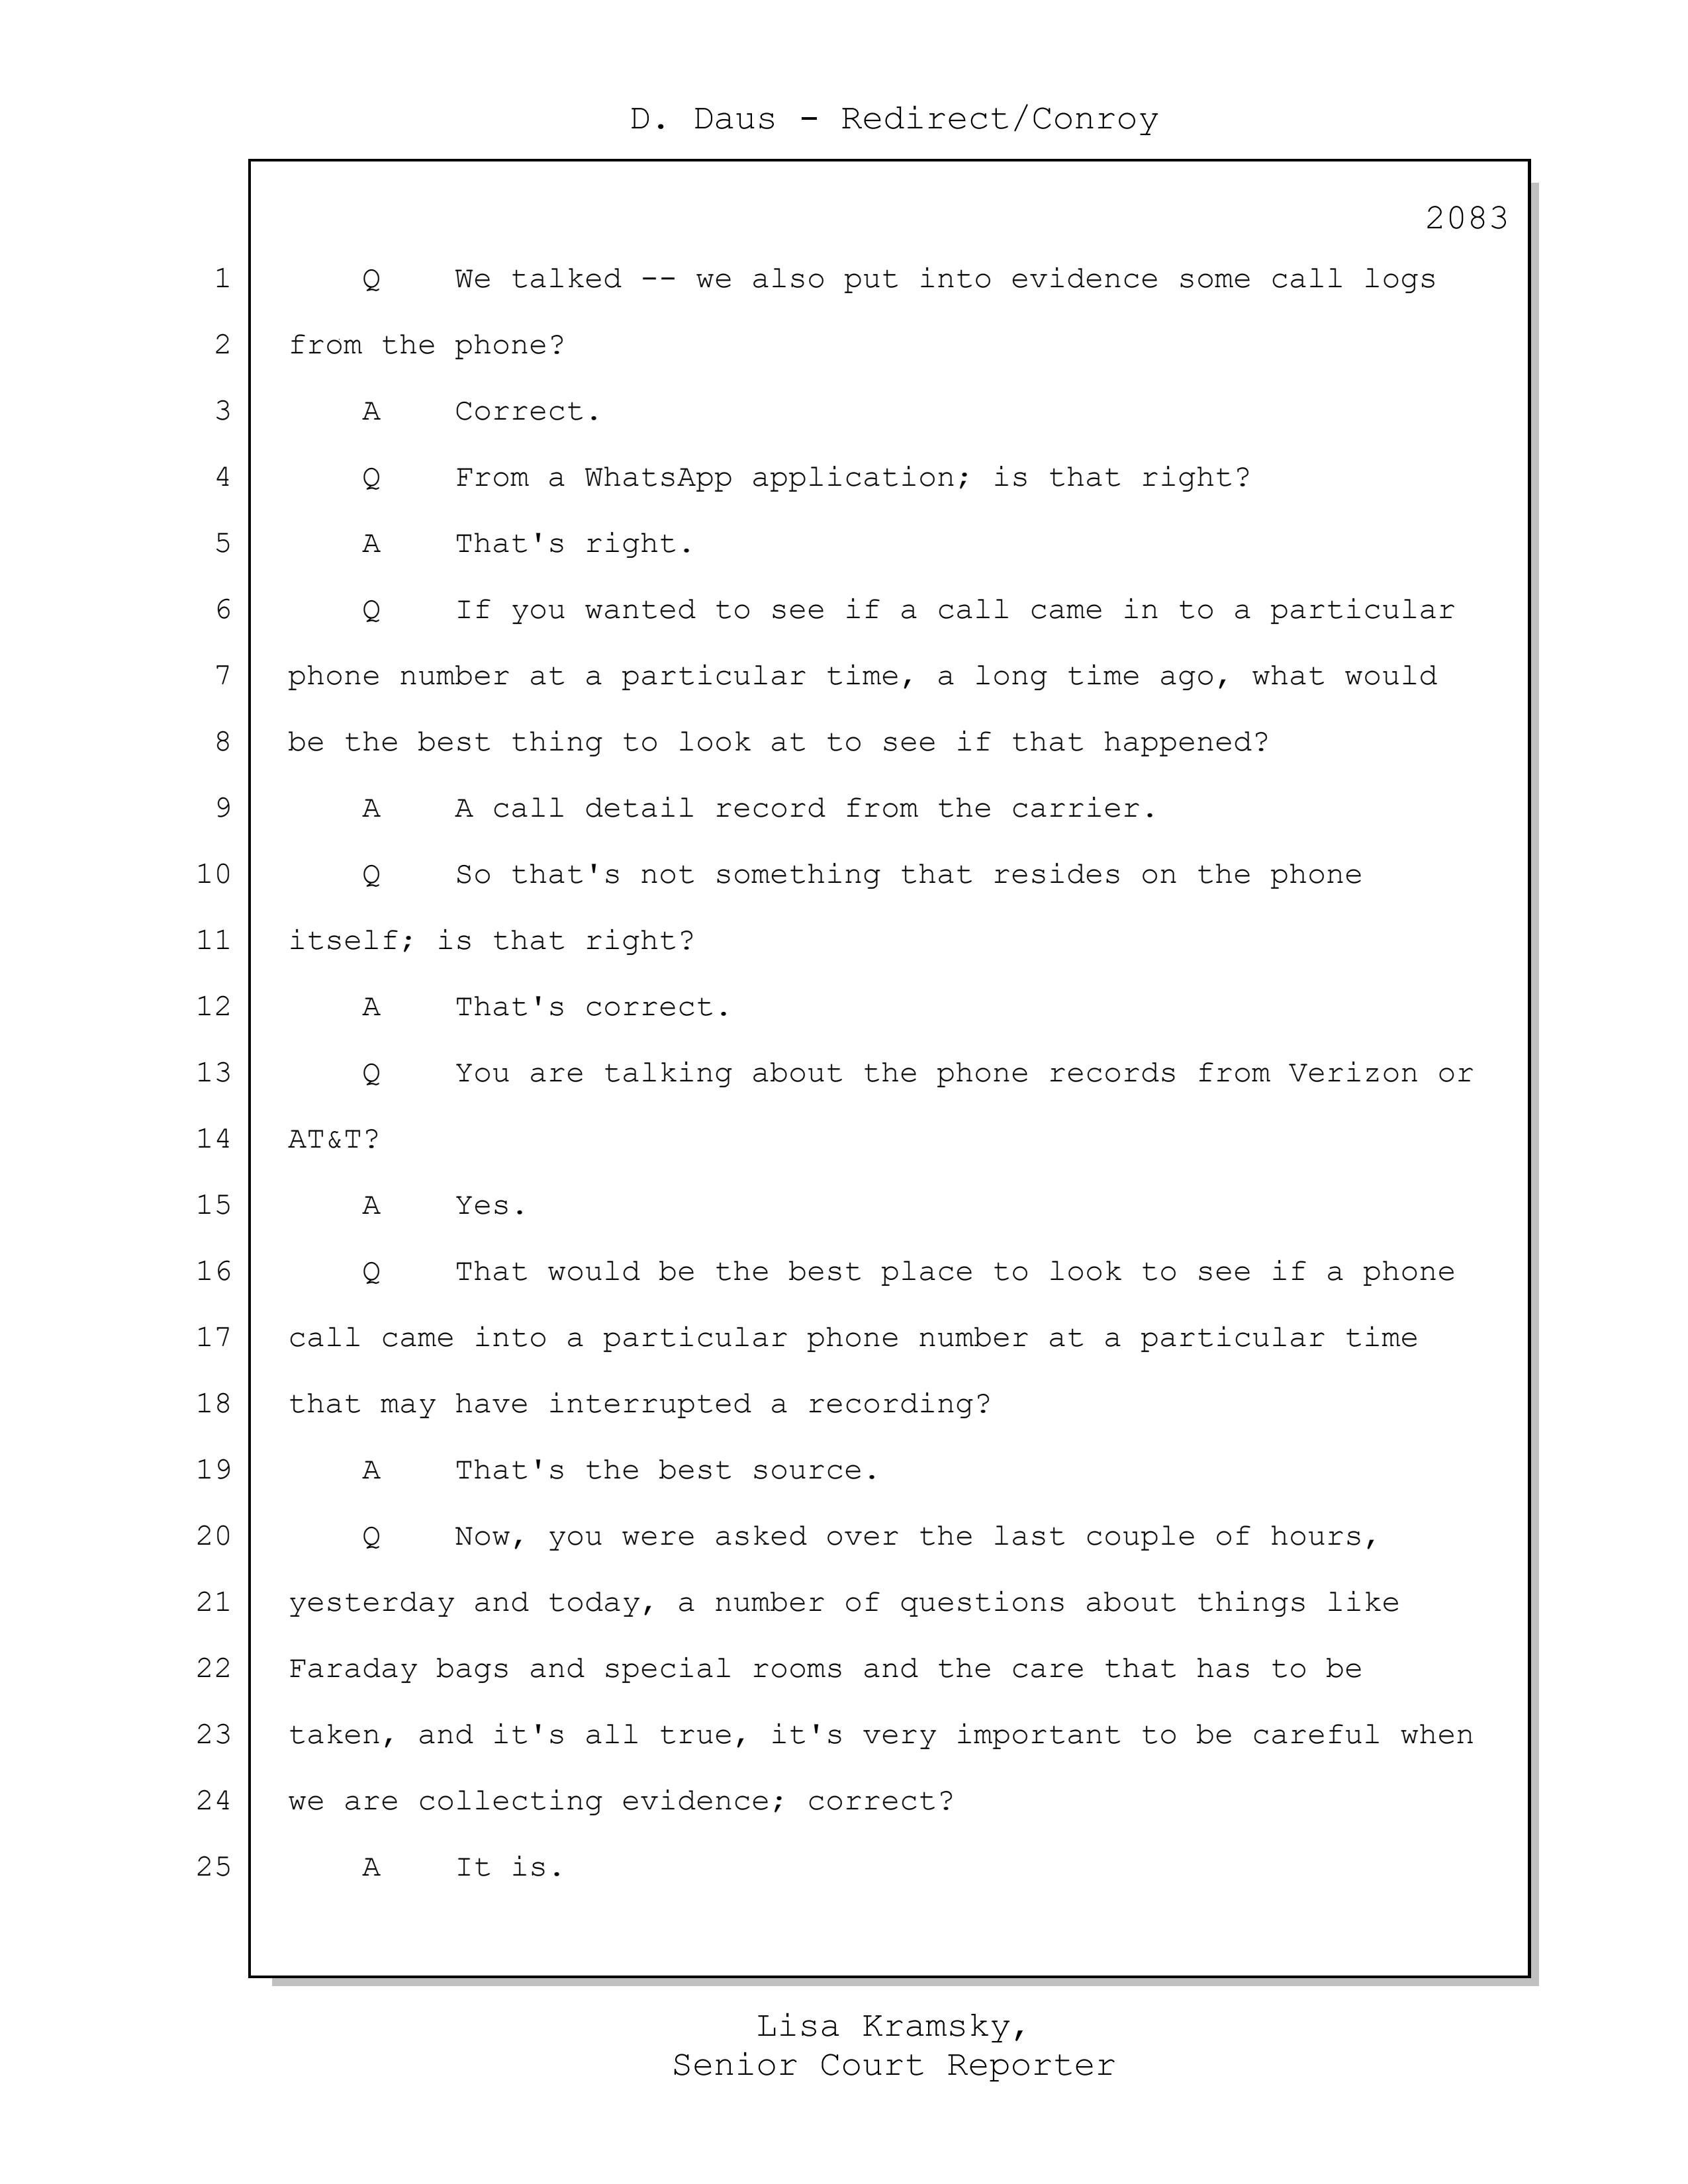 D. Daus - Redirect/Conroy
2083
1 Q We talked -- we also put into evidence some call logs
2 from the phone?
3 A Correct.
4 Q From a WhatsApp application; is that right?
5 A That's right.
6 Q If you wanted to see if a call came in to a particular
7 phone number at a particular time, a long time ago, what would
8 be the best thing to look at to see if that happened?
9 A A call detail record from the carrier.
10 Q So that's not something that resides on the phone
11 itself; is that right?
12 A That's correct.
13 Q You are talking about the phone records from Verizon or
14 AT&T?
15 A Yes.
16 Q That would be the best place to look to see if a phone
17 call came into a particular phone number at a particular time
18 that may have interrupted a recording?
19 A That's the best source.
20 Q Now, you were asked over the last couple of hours,
21 yesterday and today, a number of questions about things like
22 Faraday bags and special rooms and the care that has to be
23 taken, and it's all true, it's very important to be careful when
24 we are collecting evidence; correct?
25 A It is.
Lisa Kramsky,
Senior Court Reporter